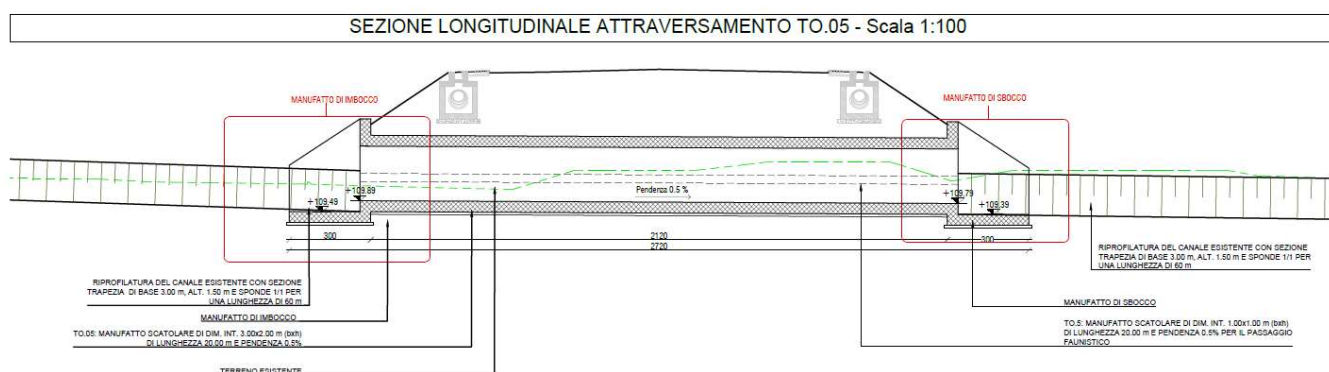 SEZIONE LONGITUDINALE ATTRAVERSAMENTO TO.05 - Scala 1:100
MANUFATTO DI IMBOCCO
MANUFATTO DI SBOCCO
+109.89
+109.49
Pendenza 0.5 %
+109.79
+109.39
300
2120
300
2720
RIPROFILATURA DEL CANALE ESISTENTE CON SEZIONE
TRAPEZIA DI BASE 3.00 m, ALT. 1.50 m E SPONDE 1/1 PER
UNA LUNGHEZZA DI 60 m
RIPROFILATURA DEL CANALE ESISTENTE CON SEZIONE
TRAPEZIA DI BASE 3.00 m, ALT. 1.50 m E SPONDE 1/1 PER
UNA LUNGHEZZA DI 60 m
MANUFATTO DI IMBOCCO
MANUFATTO DI SBOCCO
TO.05: MANUFATTO SCATOLARE DI DIM. INT. 3.00x2.00 m (bxh)
DI LUNGHEZZA 20.00 m E PENDENZA 0.5%
TO.5: MANUFATTO SCATOLARE DI DIM. INT. 1.00x1.00 m (bxh)
DI LUNGHEZZA 20.00 m E PENDENZA 0.5% PER IL PASSAGGIO
FAUNISTICO
TERRENO ESISTENTE